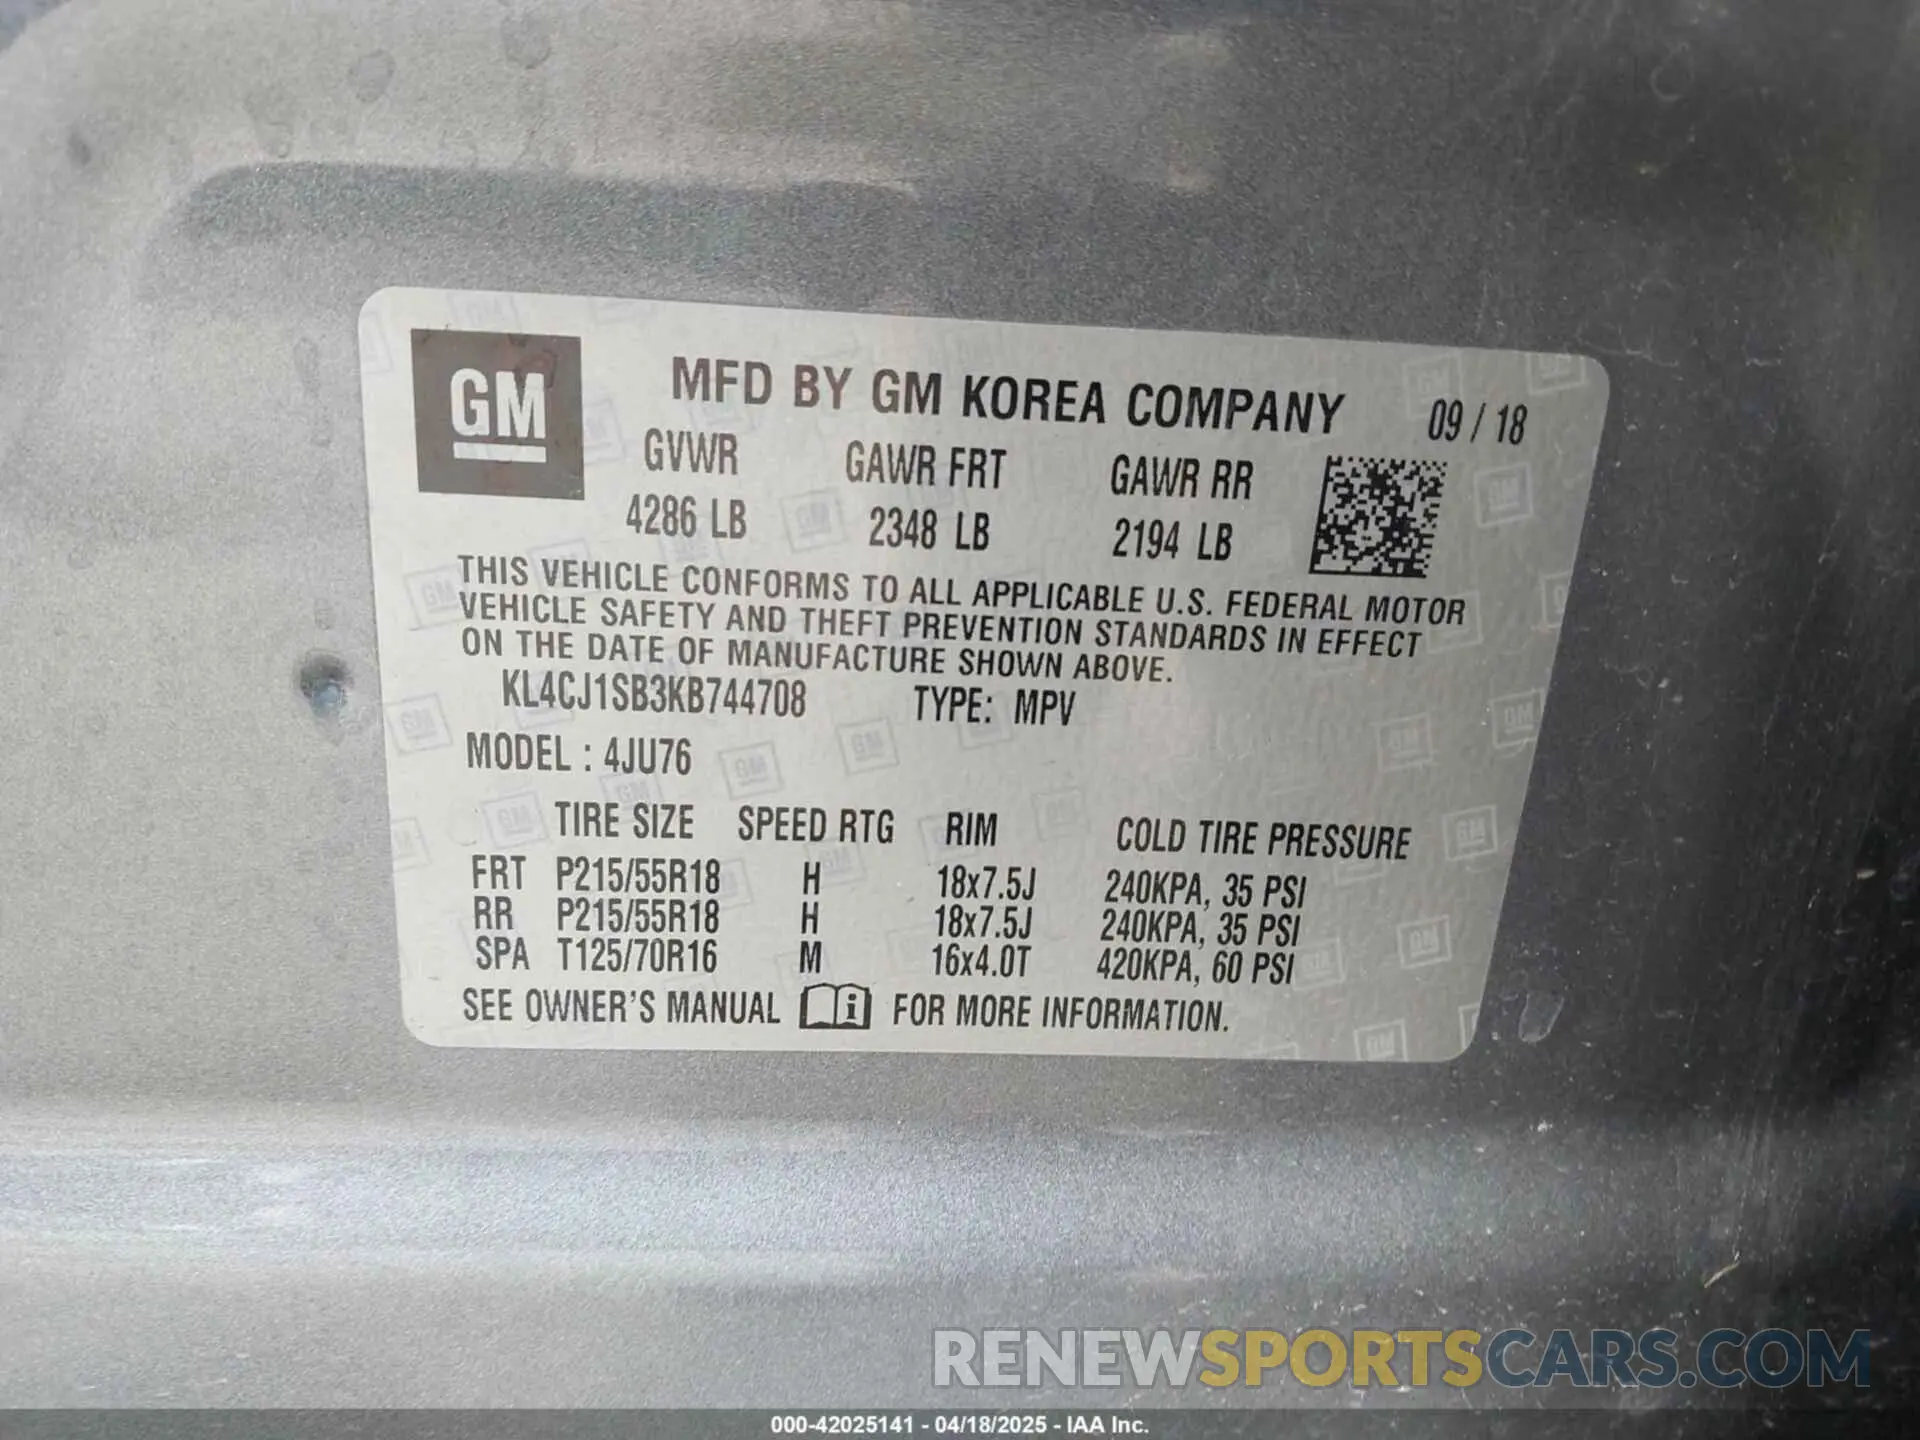 GM
MFD BY GM KOREA COMPANY 09 / 18
GVWR GAWR FRT GAWR RR
4286 LB 2348 LB 2194 LB
THIS VEHICLE CONFORMS TO ALL APPLICABLE U.S. FEDERAL MOTOR
VEHICLE SAFETY AND THEFT PREVENTION STANDARDS IN EFFECT
ON THE DATE OF MANUFACTURE SHOWN ABOVE.
KL4CJ1SB3KB744708 TYPE: MPV
MODEL : 4JU76
TIRE SIZE SPEED RTG RIM COLD TIRE PRESSURE
FRT P215/55R18 H 18x7.5J 240KPA, 35 PSI
RR P215/55R18 H 18x7.5J 240KPA, 35 PSI
SPA T125/70R16 M 16x4.0T 420KPA, 60 PSI
SEE OWNER'S MANUAL i FOR MORE INFORMATION.
RENEWSPORTSCARS.COM
000-42025141 - 04/18/2025 - IAA Inc.